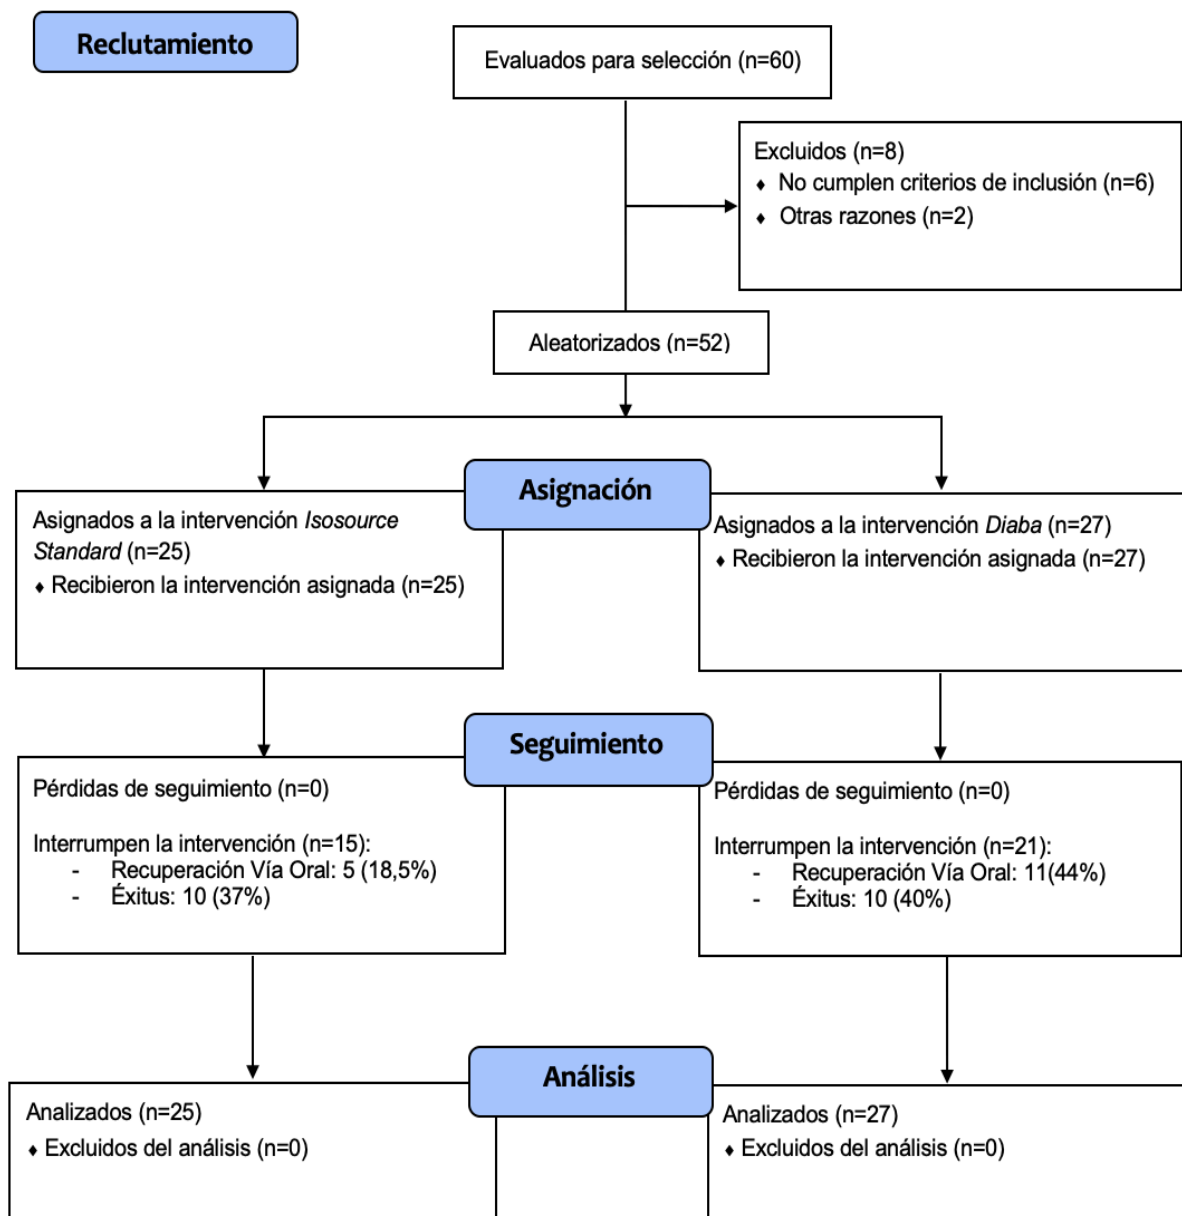 Reclutamiento
Evaluados para selección (n=60)
Excluidos (n=8)
♦ No cumplen criterios de inclusión (n=6)
♦ Otras razones (n=2)
Aleatorizados (n=52)
Asignación
Asignados a la intervención Isosource
Standard (n=25)
♦ Recibieron la intervención asignada (n=25)
Asignados a la intervención Diaba (n=27)
♦ Recibieron la intervención asignada (n=27)
Seguimiento
Pérdidas de seguimiento (n=0)
Interrumpen la intervención (n=15):
- Recuperación Vía Oral: 5 (18,5%)
- Éxitus: 10 (37%)
Pérdidas de seguimiento (n=0)
Interrumpen la intervención (n=21):
- Recuperación Vía Oral: 11(44%)
- Éxitus: 10 (40%)
Análisis
Analizados (n=25)
♦ Excluidos del análisis (n=0)
Analizados (n=27)
♦ Excluidos del análisis (n=0)